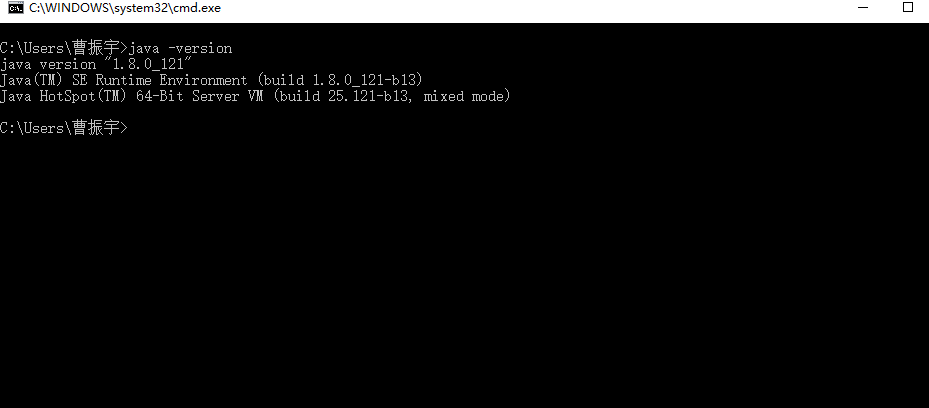 C:\WINDOWS\system32\cmd.exe
C:\Users\曹振宇>java -version
java version "1.8.0_121"
Java(TM) SE Runtime Environment (build 1.8.0_121-b13)
Java HotSpot(TM) 64-Bit Server VM (build 25.121-b13, mixed mode)
C:\Users\曹振宇>